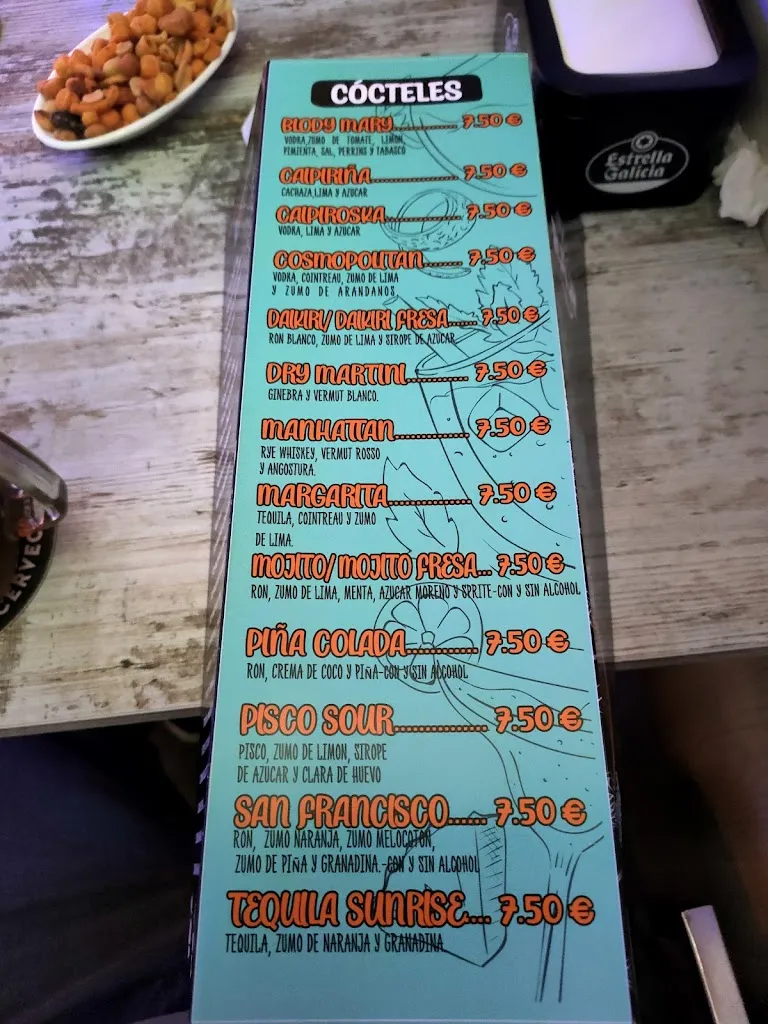 CÓCTELES
BLODY MARY..............7.50 €
VODKA,ZUMO DE TOMATE, LIMON,
PIMIENTA, SAL, PERRINS Y TABASCO
CAIPIRIÑA..................7.50 €
CACHAZA,LIMA Y AZUCAR
CAIPIROSKA..............7.50 €
VODKA, LIMA Y AZUCAR
COSMOPOLITAN........7.50 €
VODKA, COINTREAU, ZUMO DE LIMA
Y ZUMO DE ARANDANOS
DAIKIRI/ DAIKIRI FRESA......7.50 €
RON BLANCO, ZUMO DE LIMA Y SIROPE DE AZÚCAR
DRY MARTINI...........7.50 €
GINEBRA Y VERMUT BLANCO.
MANHATTAN.............7.50 €
RYE WHISKEY, VERMUT ROSSO
Y ANGOSTURA.
MARGARITA..............7.50 €
TEQUILA, COINTREAU Y ZUMO
DE LIMA.
MOJITO/ MOJITO FRESA...7.50 €
RON, ZUMO DE LIMA, MENTA, AZUCAR MORENO Y SPRITE-CON Y SIN ALCOHOL
PIÑA COLADA............7.50 €
RON, CREMA DE COCO Y PIÑA-CON Y SIN ALCOHOL
PISCO SOUR..............7.50 €
PISCO, ZUMO DE LIMON, SIROPE
DE AZUCAR Y CLARA DE HUEVO
SAN FRANCISCO......7.50 €
RON, ZUMO NARANJA, ZUMO MELOCOTON,
ZUMO DE PIÑA Y GRANADINA.-CON Y SIN ALCOHOL
TEQUILA SUNRISE...7.50 €
TEQUILA, ZUMO DE NARANJA Y GRANADINA
Estrella
Galicia
CERVEC